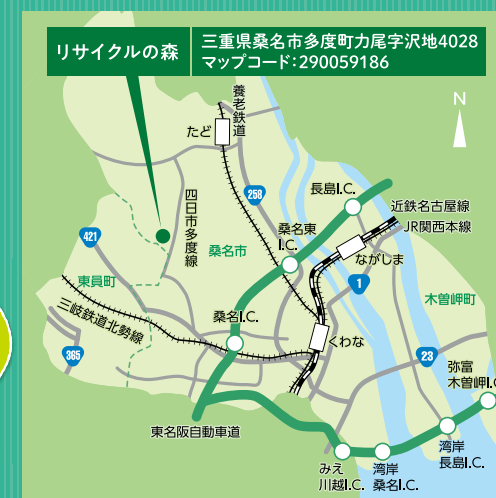 リサイクルの森
三重県桑名市多度町力尾字沢地4028
マップコード:290059186
N
養老鉄道
たど
258
長島I.C.
四日市多度線
近鉄名古屋線
JR関西本線
421
桑名市
桑名東
I.C.
ながしま
東員町
1
木曽岬町
三岐鉄道北勢線
桑名I.C.
くわな
365
23
弥富
木曽岬I.C.
東名阪自動車道
みえ
川越I.C.
湾岸
桑名I.C.
湾岸
長島I.C.